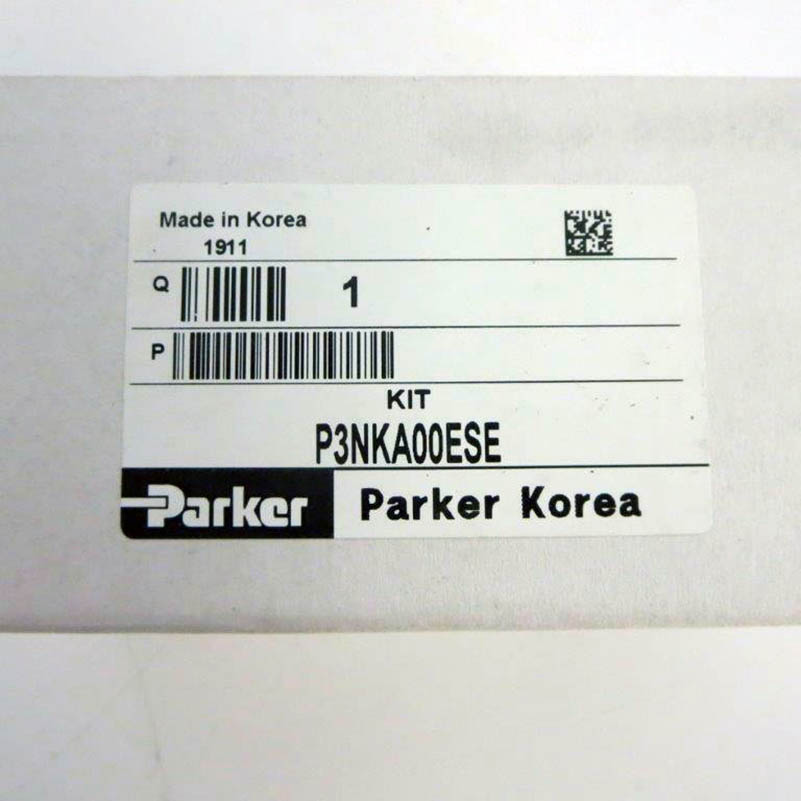 Made in Korea
1911
Q 1
P
KIT
P3NKA00ESE
Parker Parker Korea